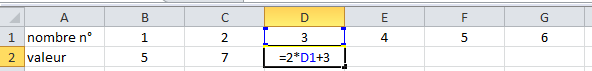 A B C D E F G
1 nombre n° 1 2 3 4 5 6
2 valeur 5 7 =2*D1+3